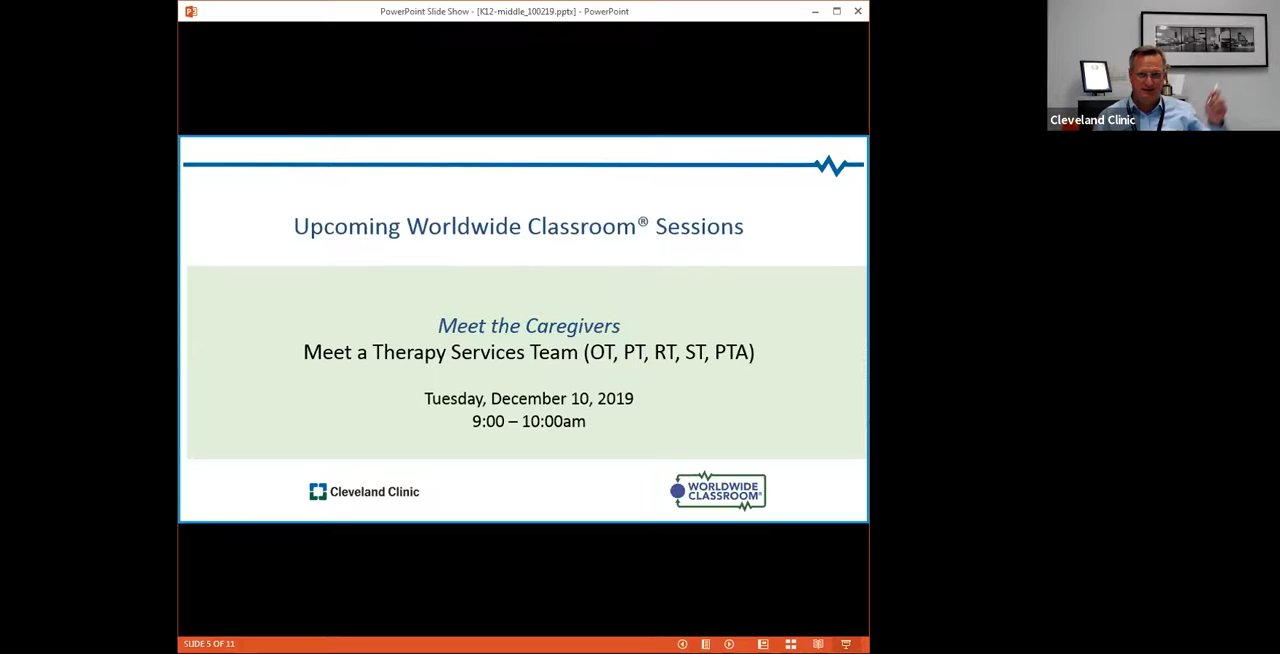 PowerPoint Slide Show - [K12-middle_100219.pptx] - PowerPoint
Cleveland Clinic
Upcoming Worldwide Classroom® Sessions
Meet the Caregivers
Meet a Therapy Services Team (OT, PT, RT, ST, PTA)
Tuesday, December 10, 2019
9:00 – 10:00am
Cleveland Clinic
WORLDWIDE
CLASSROOM®
SLIDE 5 OF 11